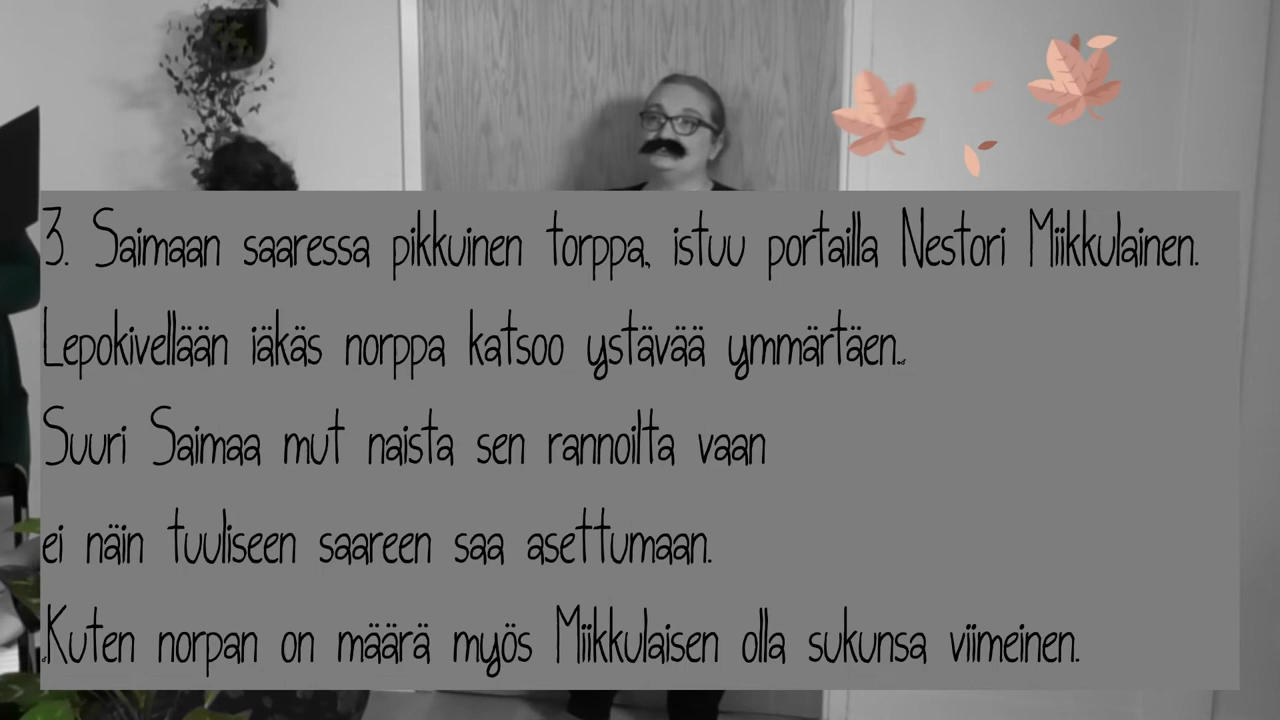 3. Saimaan saaressa pikkuinen torppa, istuu portailla Nestori Miikkulainen.
Lepokivellään iäkäs norppa katsoo ystävää ymmärtäen..
Suuri Saimaa mut naista sen rannoilta vaan
ei näin tuuliseen saareen saa asettumaan.
Kuten norpan on määrä myös Miikkulaisen olla sukunsa viimeinen.